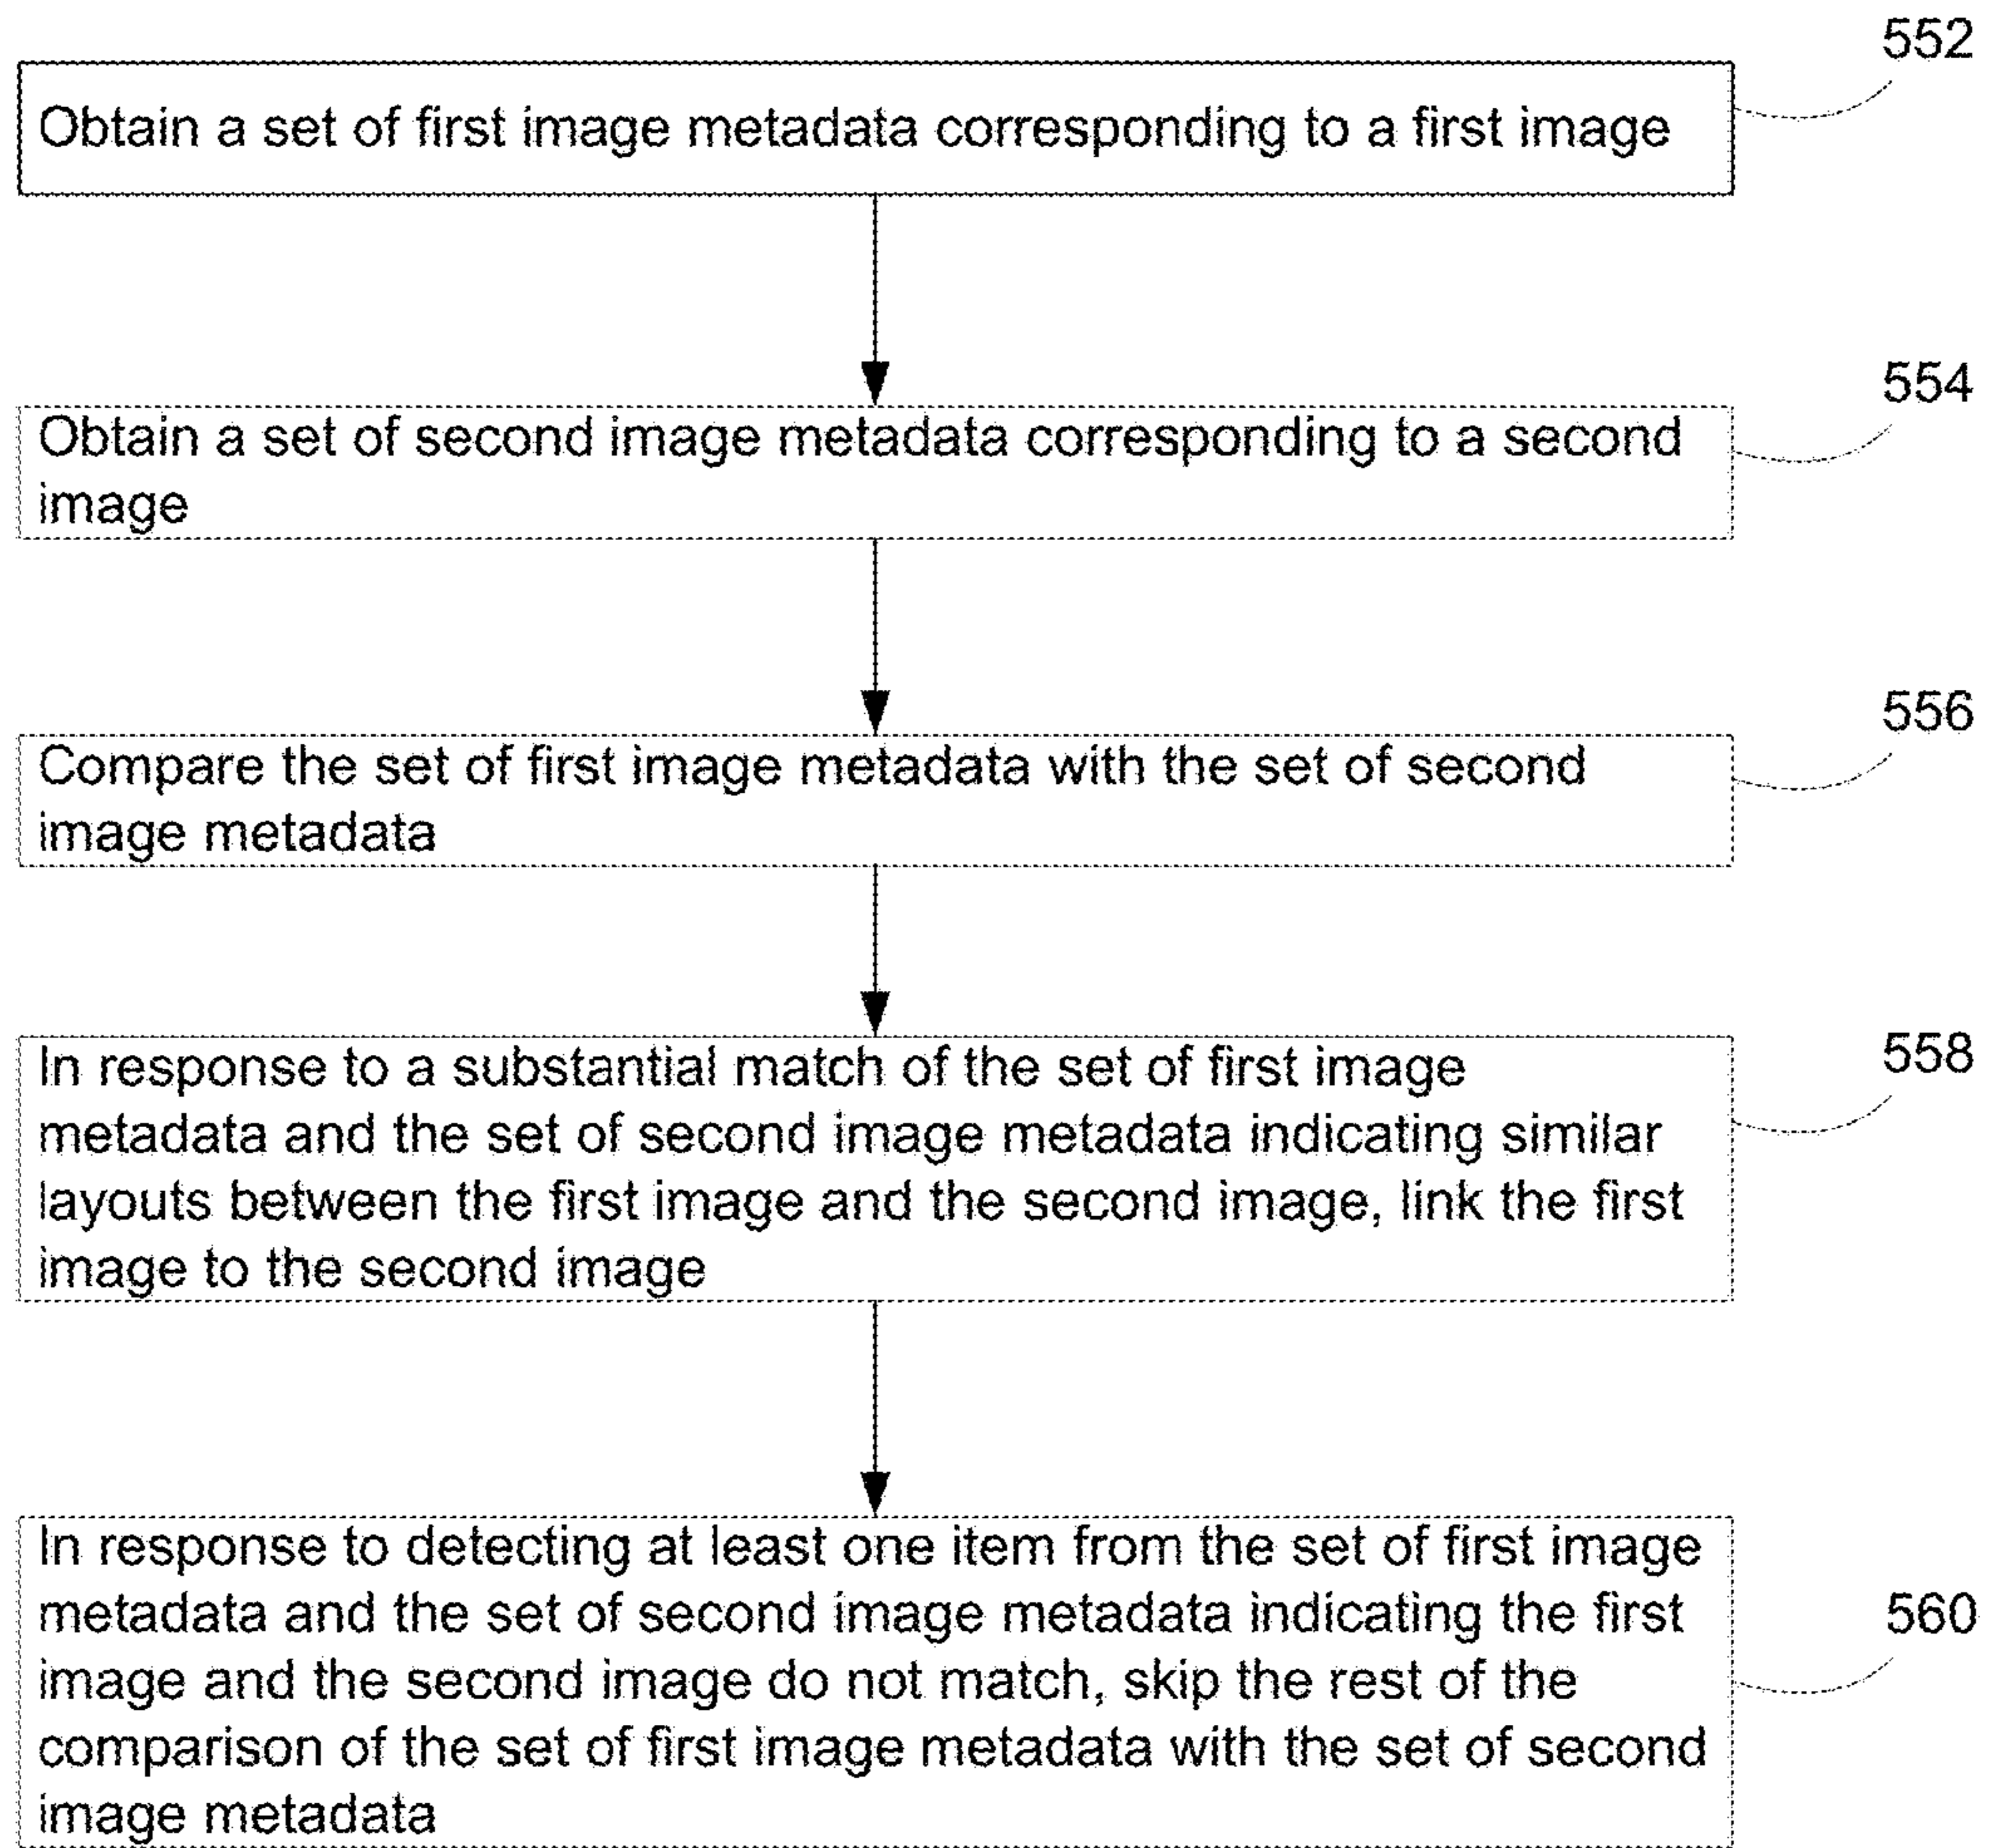 552
Obtain a set of first image metadata corresponding to a first image
554
Obtain a set of second image metadata corresponding to a second
image
556
Compare the set of first image metadata with the set of second
image metadata
558
In response to a substantial match of the set of first image
metadata and the set of second image metadata indicating similar
layouts between the first image and the second image, link the first
image to the second image
560
In response to detecting at least one item from the set of first image
metadata and the set of second image metadata indicating the first
image and the second image do not match, skip the rest of the
comparison of the set of first image metadata with the set of second
image metadata